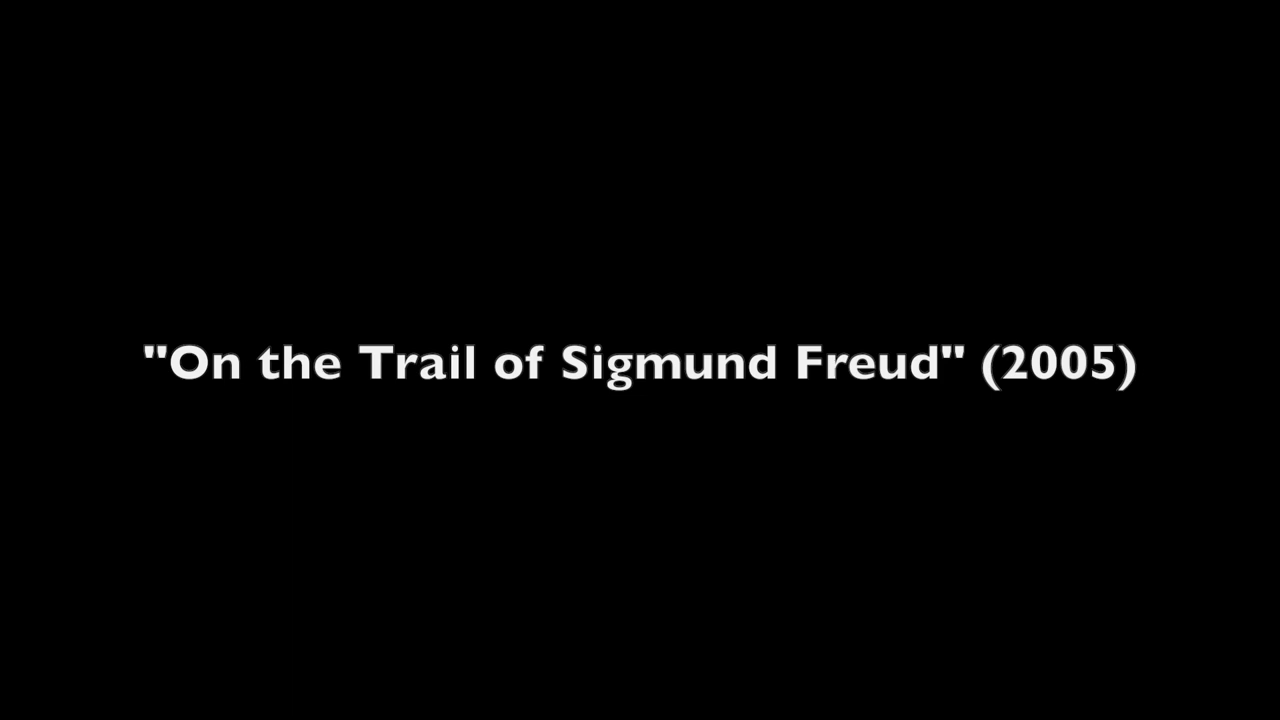 "On the Trail of Sigmund Freud" (2005)